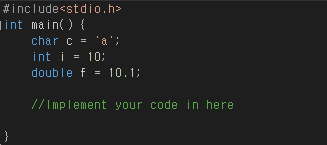 #include<stdio.h>
int main() {
    char c = 'a';
    int i = 10;
    double f = 10.1;

    //Implement your code in here

}